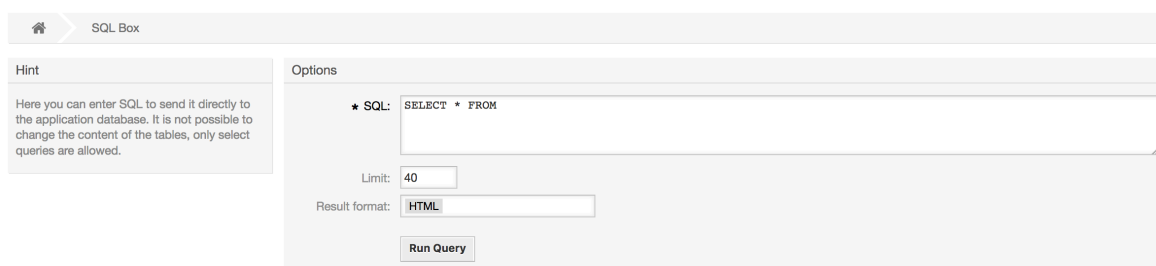 SQL Box
Hint
Here you can enter SQL to send it directly to
the application database. It is not possible to
change the content of the tables, only select
queries are allowed.
Options
★ SQL:
SELECT * FROM
Limit:
40
Result format:
HTML
Run Query